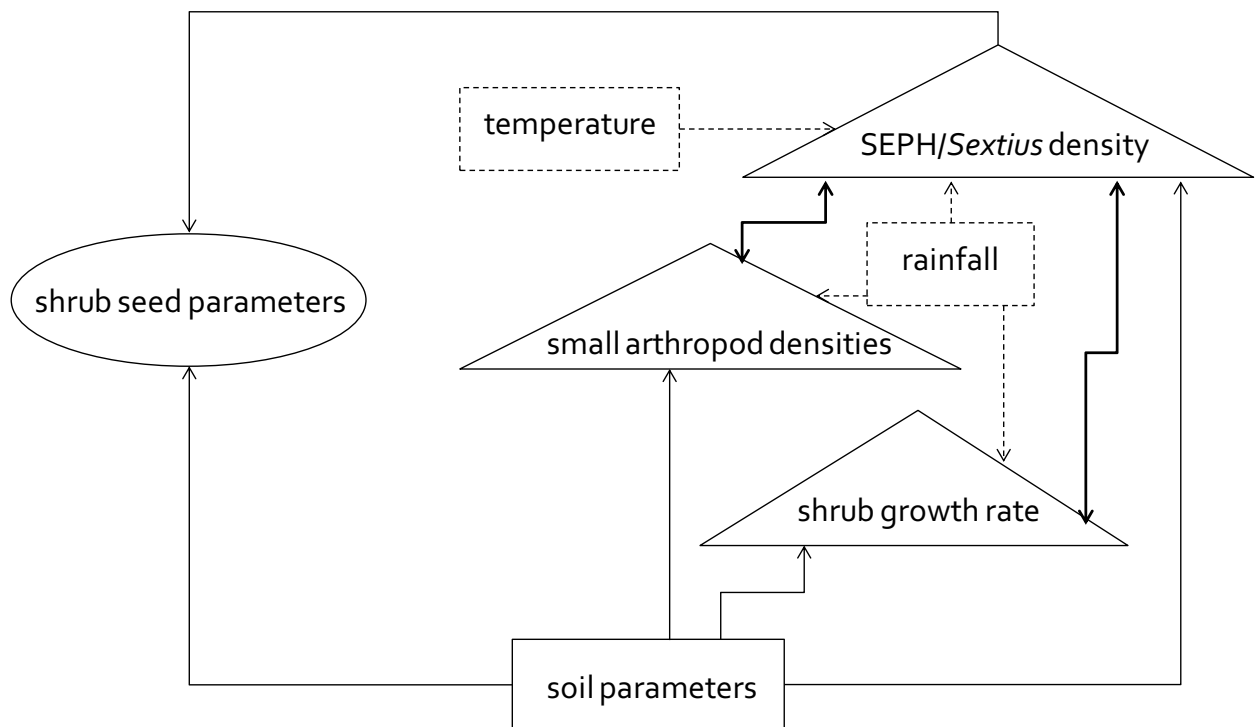 temperature
SEPH/Sextius density
rainfall
shrub seed parameters
small arthropod densities
shrub growth rate
soil parameters